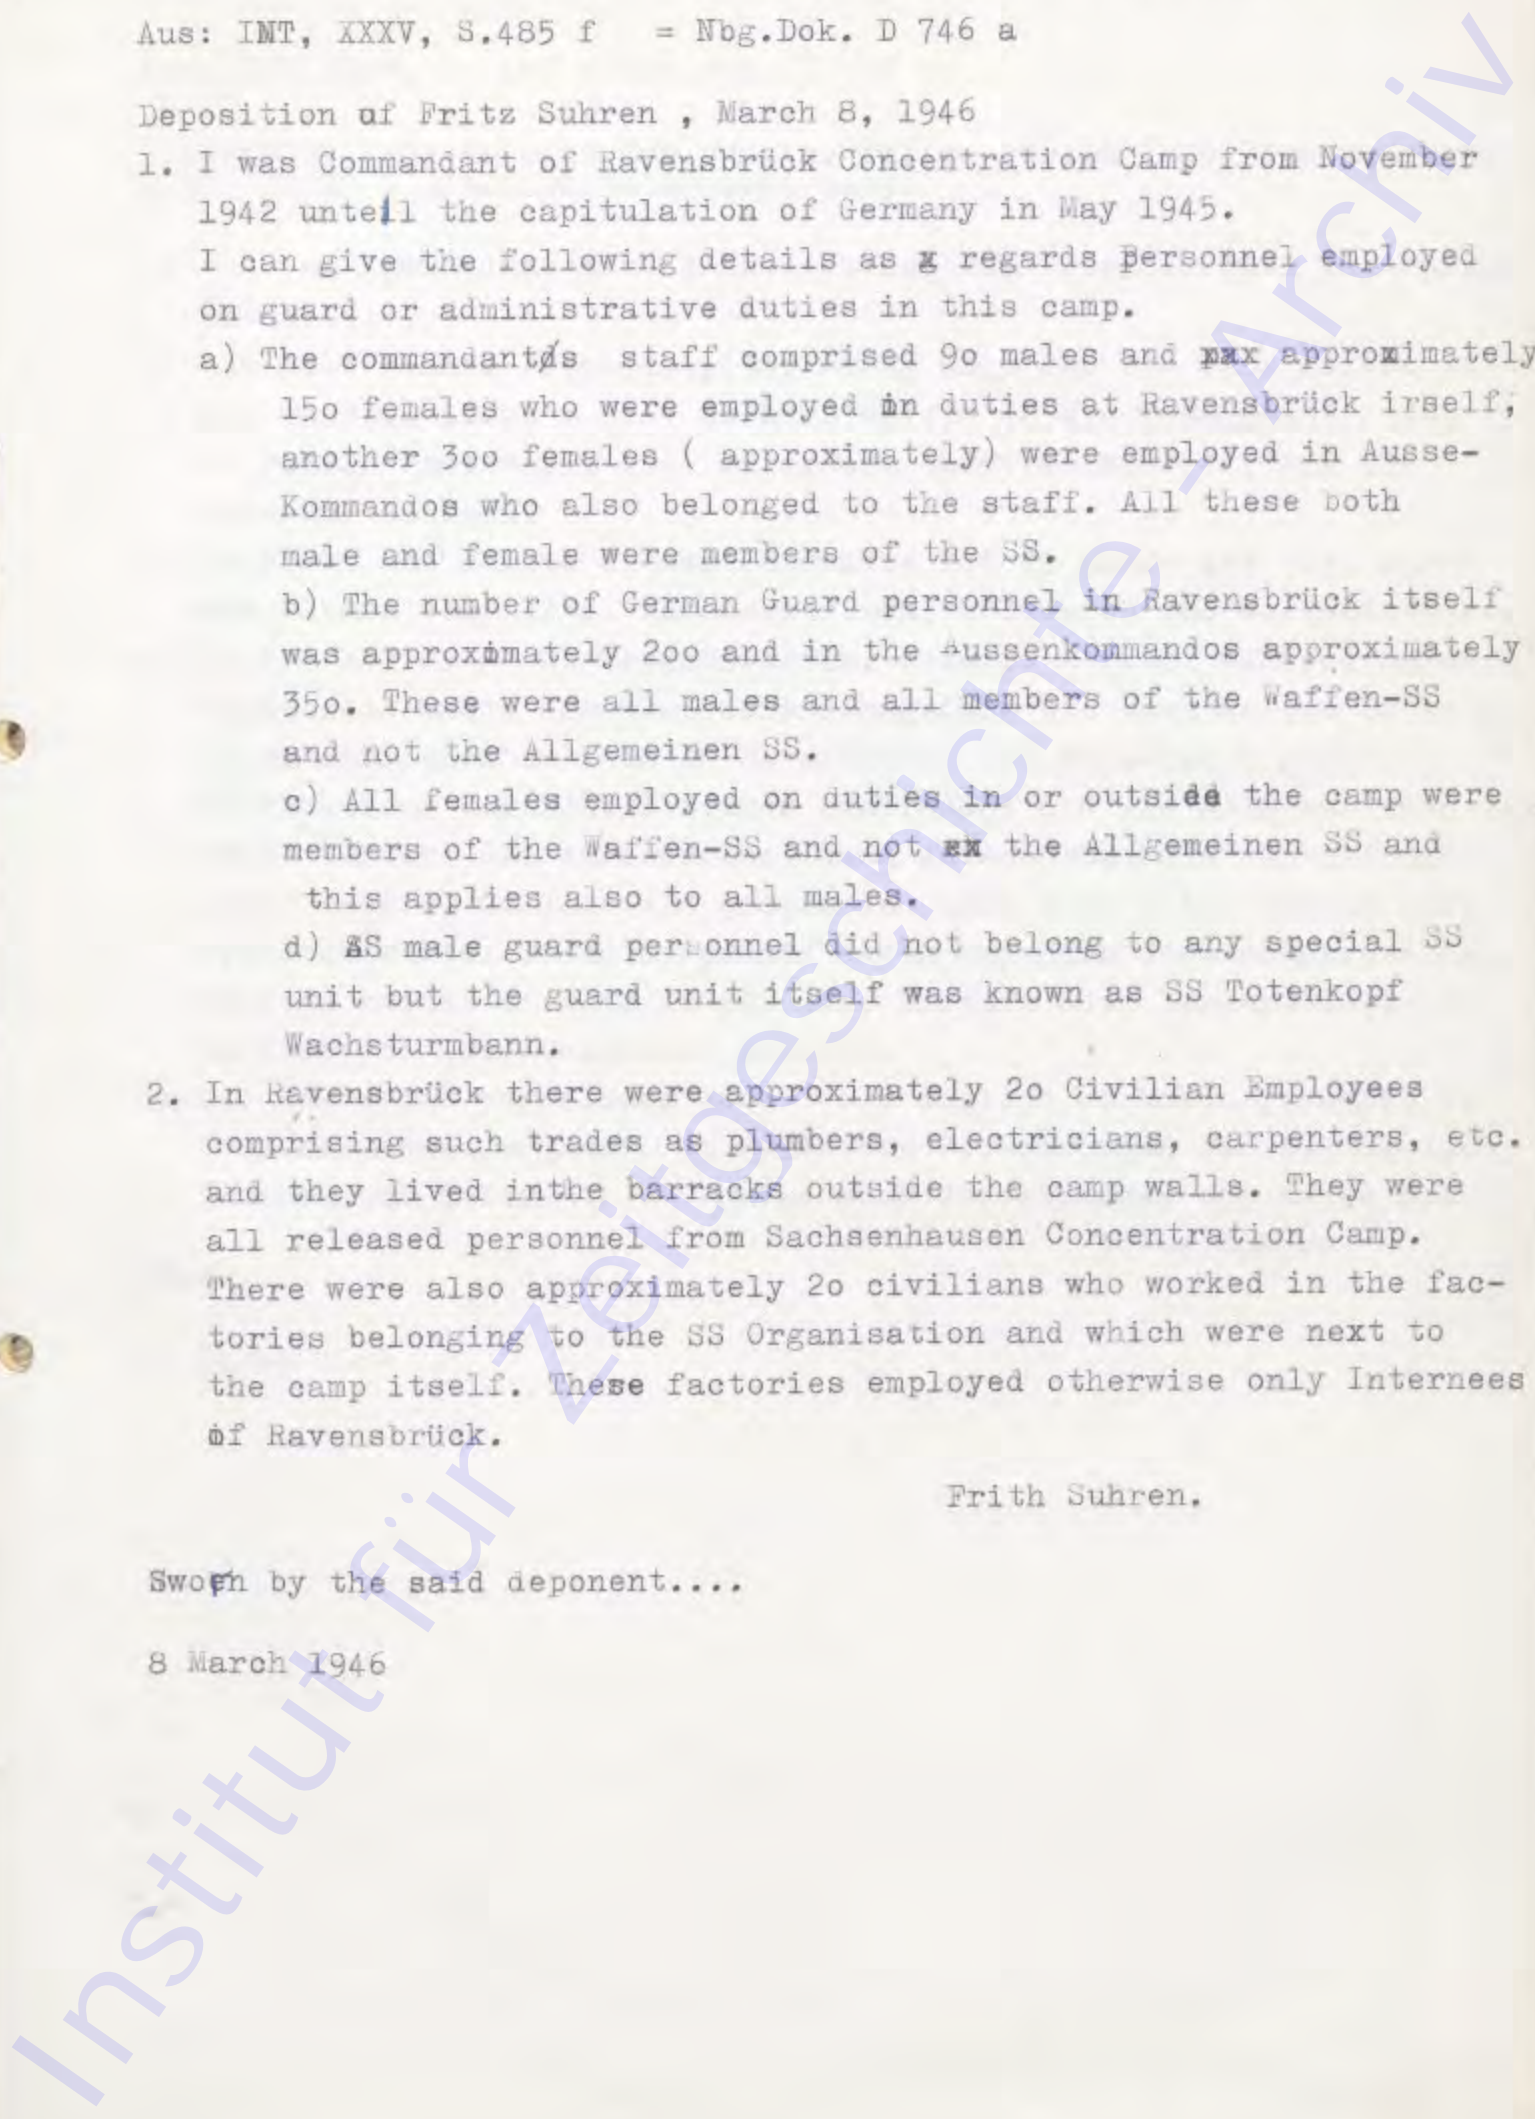 Aus: IMT, XXXV, S.485 f = Nbg.Dok. D 746 a
Deposition of Fritz Suhren , March 8, 1946
1. I was Commandant of Ravensbrück Concentration Camp from November
1942 until the capitulation of Germany in May 1945.
I can give the following details as x regards personnel employed
on guard or administrative duties in this camp.
a) The commandant's staff comprised 9o males and xxx approximately
15o females who were employed on duties at Ravensbrück irself,
another 3oo females ( approximately) were employed in Ausse-
Kommandos who also belonged to the staff. All these both
male and female were members of the SS.
b) The number of German Guard personnel in Ravensbrück itself
was approximately 2oo and in the Aussenkommandos approximately
35o. These were all males and all members of the Waffen-SS
and not the Allgemeinen SS.
c) All females employed on duties in or outside the camp were
members of the Waffen-SS and not xx the Allgemeinen SS and
this applies also to all males.
d) SS male guard personnel did not belong to any special SS
unit but the guard unit itself was known as SS Totenkopf
Wachsturmbann.
2. In Ravensbrück there were approximately 2o Civilian Employees
comprising such trades as plumbers, electricians, carpenters, etc.
and they lived inthe barracks outside the camp walls. They were
all released personnel from Sachsenhausen Concentration Camp.
There were also approximately 2o civilians who worked in the fac-
tories belonging to the SS Organisation and which were next to
the camp itself. These factories employed otherwise only Internees
of Ravensbrück.
Frith Suhren.
Sworn by the said deponent....
8 March 1946
Institut für Zeitgeschichte - Archiv